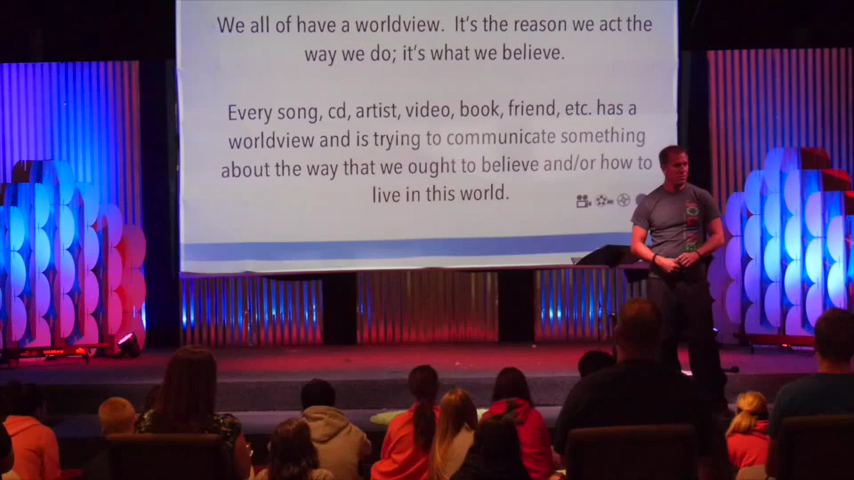 We all of have a worldview. It's the reason we act the
way we do; it's what we believe.
Every song, cd, artist, video, book, friend, etc. has a
worldview and is trying to communicate something
about the way that we ought to believe and/or how to
live in this world.